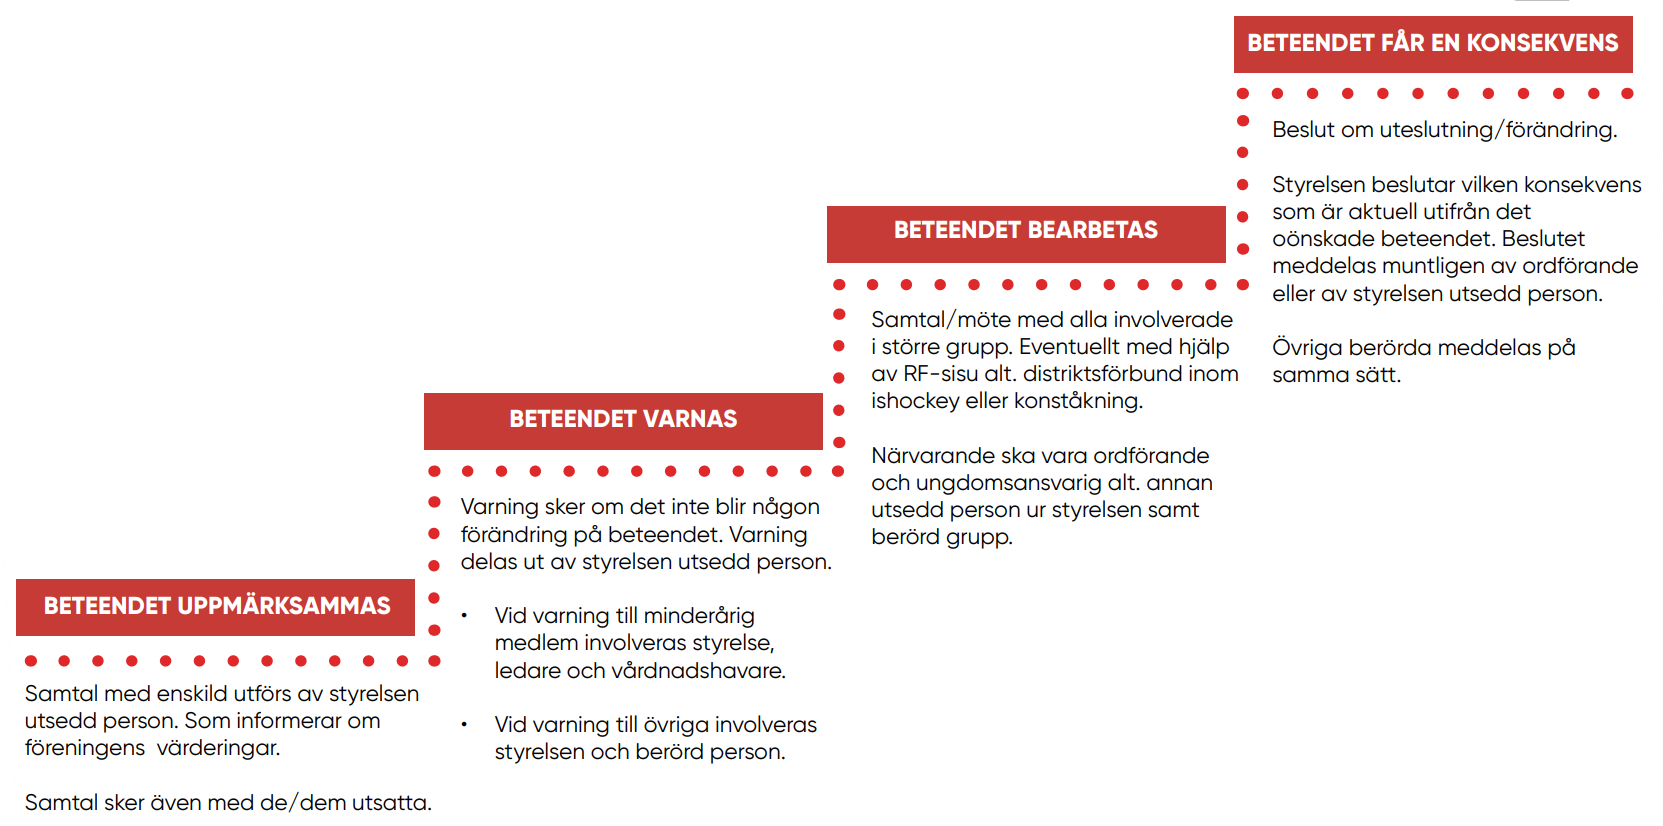 BETEENDET UPPMÄRKSAMMAS
Samtal med enskild utförs av styrelsen
utsedd person. Som informerar om
föreningens  värderingar.
Samtal sker även med de/dem utsatta.
BETEENDET VARNAS
Varning sker om det inte blir någon
förändring på beteendet. Varning
delas ut av styrelsen utsedd person.
• Vid varning till minderårig
medlem involveras styrelse,
ledare och vårdnadshavare.
• Vid varning till övriga involveras
styrelsen och berörd person.
BETEENDET BEARBETAS
Samtal/möte med alla involverade
i större grupp. Eventuellt med hjälp
av RF-sisu alt. distriktsförbund inom
ishockey eller konståkning.
Närvarande ska vara ordförande
och ungdomsansvarig alt. annan
utsedd person ur styrelsen samt
berörd grupp.
BETEENDET FÅR EN KONSEKVENS
Beslut om uteslutning/förändring.
Styrelsen beslutar vilken konsekvens
som är aktuell utifrån det
oönskade beteendet. Beslutet
meddelas muntligen av ordförande
eller av styrelsen utsedd person.
Övriga berörda meddelas på
samma sätt.